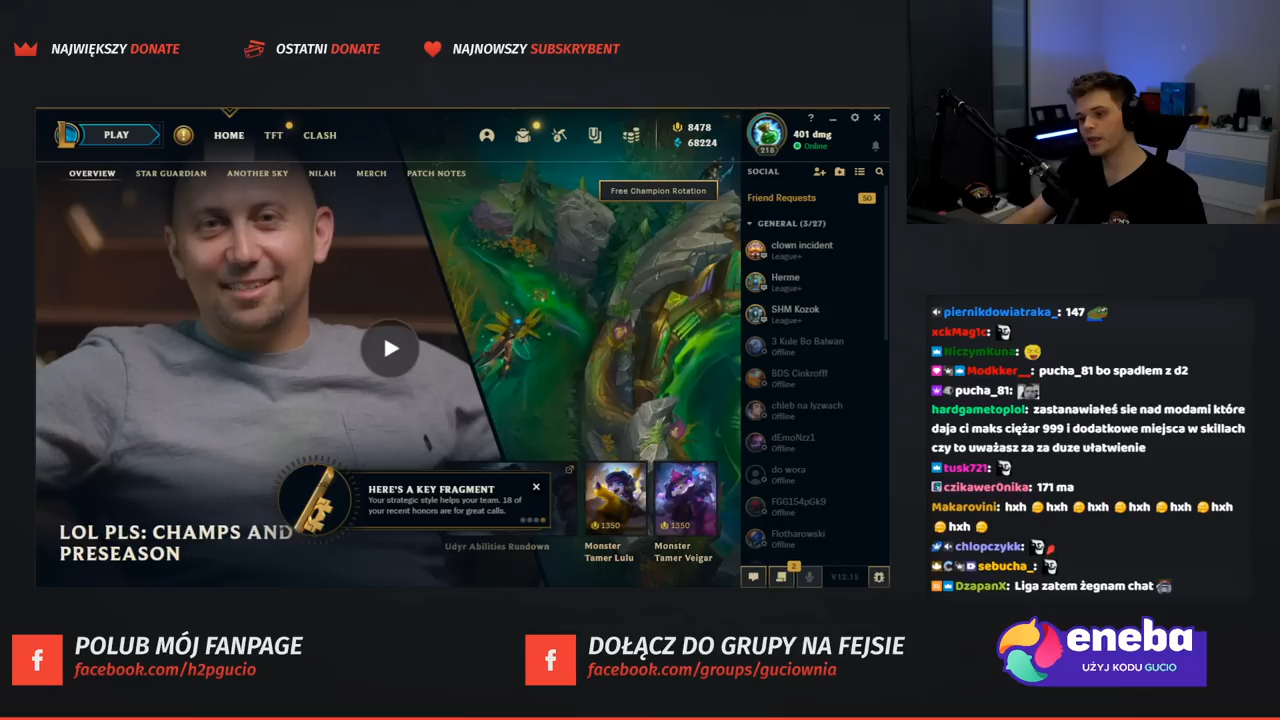 NAJWIĘKSZY DONATE
OSTATNI DONATE
NAJNOWSZY SUBSKRYBENT
PLAY
HOME
TFT
CLASH
8478
68224
218
401 dmg
Online
OVERVIEW
STAR GUARDIAN
ANOTHER SKY
NILAH
MERCH
PATCH NOTES
Free Champion Rotation
SOCIAL
Friend Requests
50
GENERAL (3/27)
clown incident
League+
Herme
League+
SHM Kozok
League+
3 Kule Bo Balwan
Offline
BDS Cinkrofff
Offline
chleb na lyzwach
Offline
dEmoNzz1
Offline
do wora
Offline
FGG154pGk9
Offline
Flotharowski
Offline
2
V12.15
HERE'S A KEY FRAGMENT
Your strategic style helps your team. 18 of
your recent honors are for great calls.
LOL PLS: CHAMPS AND
PRESEASON
Udyr Abilities Rundown
1350
Monster
Tamer Lulu
1350
Monster
Tamer Veigar
piernikdowiatraka_: 147
xckMag1c:
NiczymKuna:
Modkker__: pucha_81 bo spadlem z d2
pucha_81:
hardgametoplol: zastanawiałeś sie nad modami które
daja ci maks ciężar 999 i dodatkowe miejsca w skillach
czy to uważasz za za duze ułatwienie
tusk721:
czikawer0nika: 171 ma
Makarovini: hxh hxh hxh hxh hxh hxh
hxh
chlopczykk:
sebucha_:
DzapanX: Liga zatem żegnam chat
POLUB MÓJ FANPAGE
facebook.com/h2pgucio
DOŁĄCZ DO GRUPY NA FEJSIE
facebook.com/groups/guciownia
eneba
UŻYJ KODU GUCIO